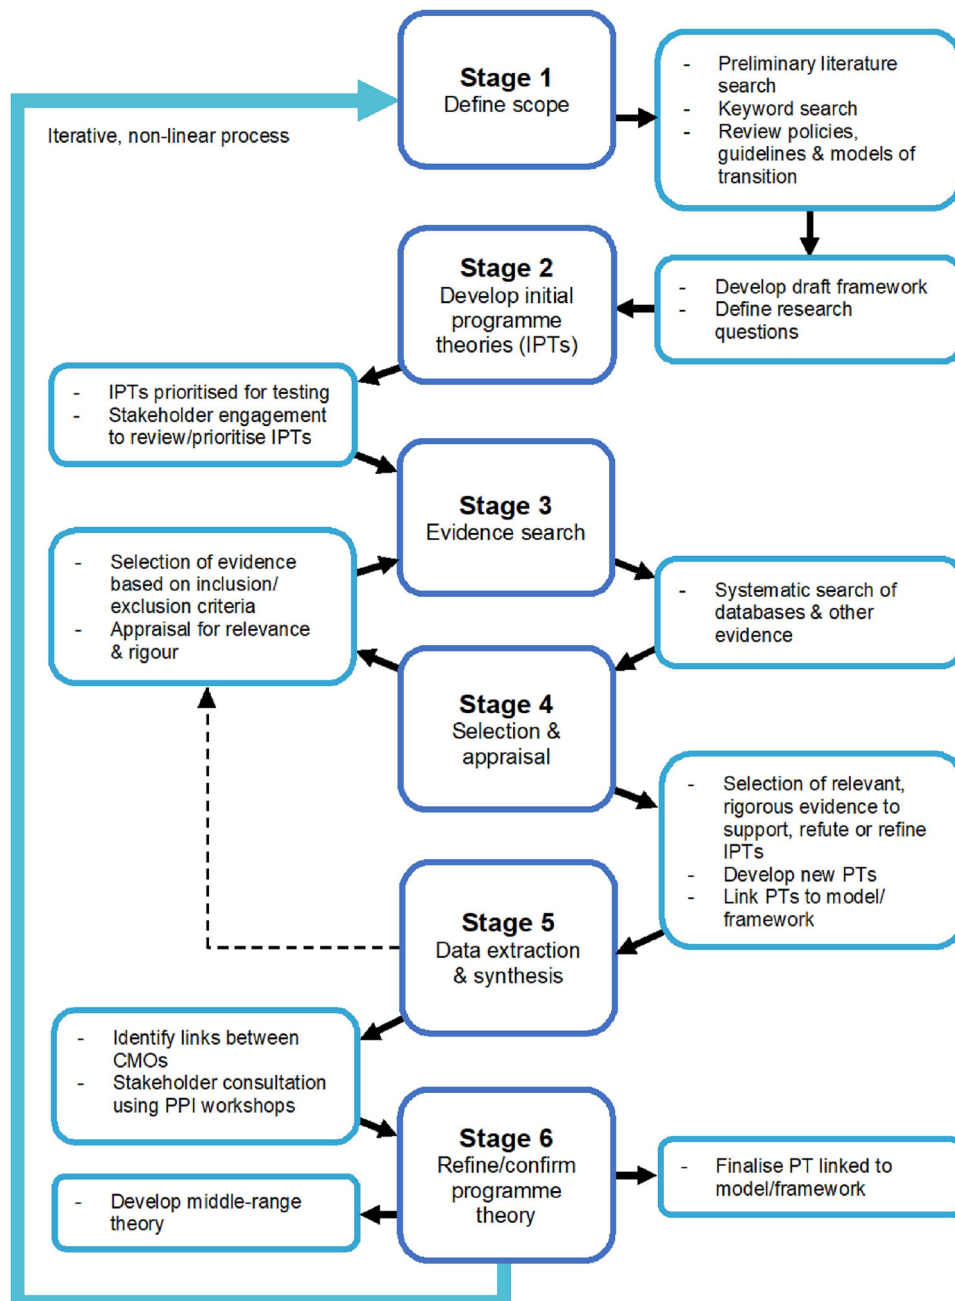 Stage 1
Define scope
- Preliminary literature
search
- Keyword search
- Review policies,
guidelines & models of
transition
Iterative, non-linear process
- Develop draft framework
- Define research
questions
Stage 2
Develop initial
programme
theories (IPTs)
- IPTs prioritised for testing
- Stakeholder engagement
to review/prioritise IPTs
Stage 3
Evidence search
- Systematic search of
databases & other
evidence
Stage 4
Selection &
appraisal
- Selection of evidence
based on inclusion/
exclusion criteria
- Appraisal for relevance
& rigour
- Selection of relevant,
rigorous evidence to
support, refute or refine
IPTs
- Develop new PTs
- Link PTs to model/
framework
Stage 5
Data extraction
& synthesis
- Identify links between
CMOs
- Stakeholder consultation
using PPI workshops
Stage 6
Refine/confirm
programme
theory
- Finalise PT linked to
model/framework
- Develop middle-range
theory